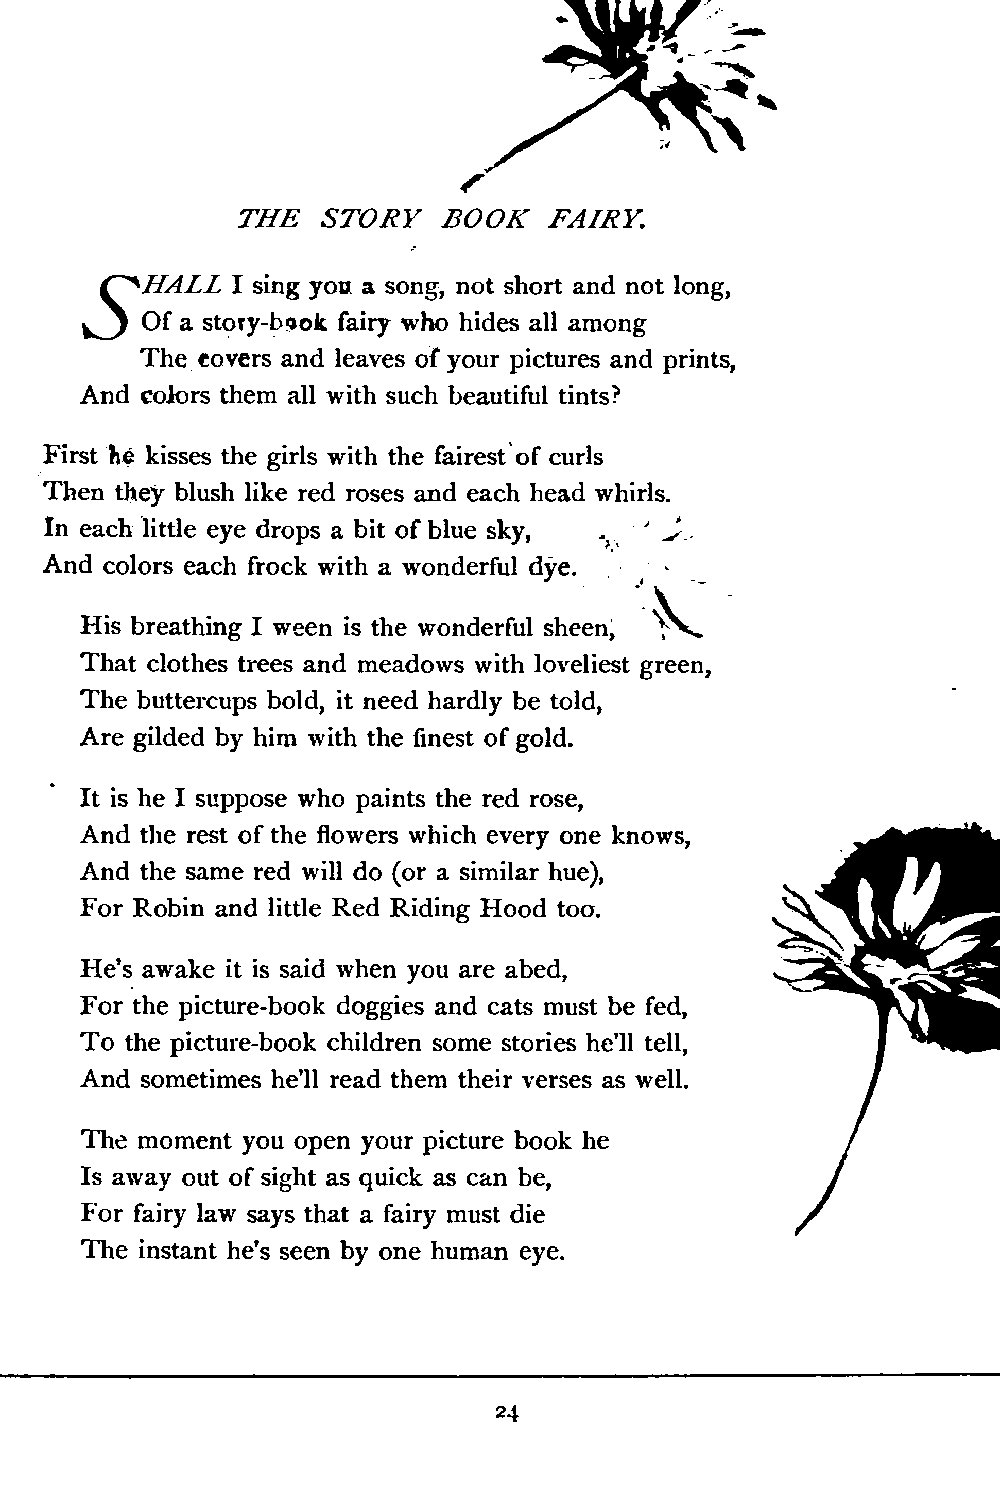 THE STORY BOOK FAIRY.
SHALL I sing you a song, not short and not long,
Of a story-book fairy who hides all among
The covers and leaves of your pictures and prints,
And colors them all with such beautiful tints?
First he kisses the girls with the fairest of curls
Then they blush like red roses and each head whirls.
In each little eye drops a bit of blue sky,
And colors each frock with a wonderful dye.
His breathing I ween is the wonderful sheen,
That clothes trees and meadows with loveliest green,
The buttercups bold, it need hardly be told,
Are gilded by him with the finest of gold.
It is he I suppose who paints the red rose,
And the rest of the flowers which every one knows,
And the same red will do (or a similar hue),
For Robin and little Red Riding Hood too.
He's awake it is said when you are abed,
For the picture-book doggies and cats must be fed,
To the picture-book children some stories he'll tell,
And sometimes he'll read them their verses as well.
The moment you open your picture book he
Is away out of sight as quick as can be,
For fairy law says that a fairy must die
The instant he's seen by one human eye.
24